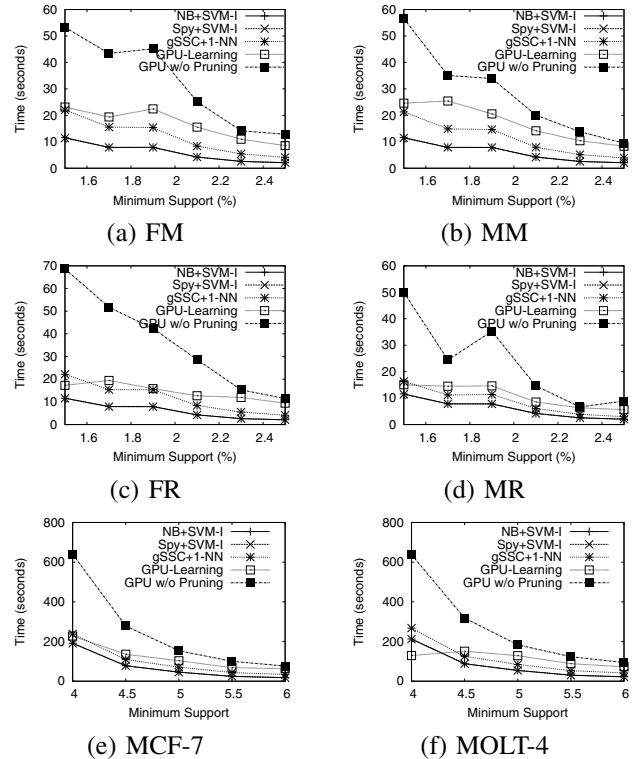 60
50
40
30
20
10
0
Time (seconds)
NB+SVM-I
Spy+SVM-I
gSSC+1-NN
GPU-Learning
GPU w/o Pruning
1.6 1.8 2 2.2 2.4
Minimum Support (%)
(a) FM
60
50
40
30
20
10
0
Time (seconds)
NB+SVM-I
Spy+SVM-I
gSSC+1-NN
GPU-Learning
GPU w/o Pruning
1.6 1.8 2 2.2 2.4
Minimum Support (%)
(b) MM
70
60
50
40
30
20
10
0
Time (seconds)
NB+SVM-I
Spy+SVM-I
gSSC+1-NN
GPU-Learning
GPU w/o Pruning
1.6 1.8 2 2.2 2.4
Minimum Support (%)
(c) FR
60
50
40
30
20
10
0
Time (seconds)
NB+SVM-I
Spy+SVM-I
gSSC+1-NN
GPU-Learning
GPU w/o Pruning
1.6 1.8 2 2.2 2.4
Minimum Support (%)
(d) MR
800
600
400
200
0
Time (seconds)
NB+SVM-I
Spy+SVM-I
gSSC+1-NN
GPU-Learning
GPU w/o Pruning
4 4.5 5 5.5 6
Minimum Support
(e) MCF-7
800
600
400
200
0
Time (seconds)
NB+SVM-I
Spy+SVM-I
gSSC+1-NN
GPU-Learning
GPU w/o Pruning
4 4.5 5 5.5 6
Minimum Support
(f) MOLT-4